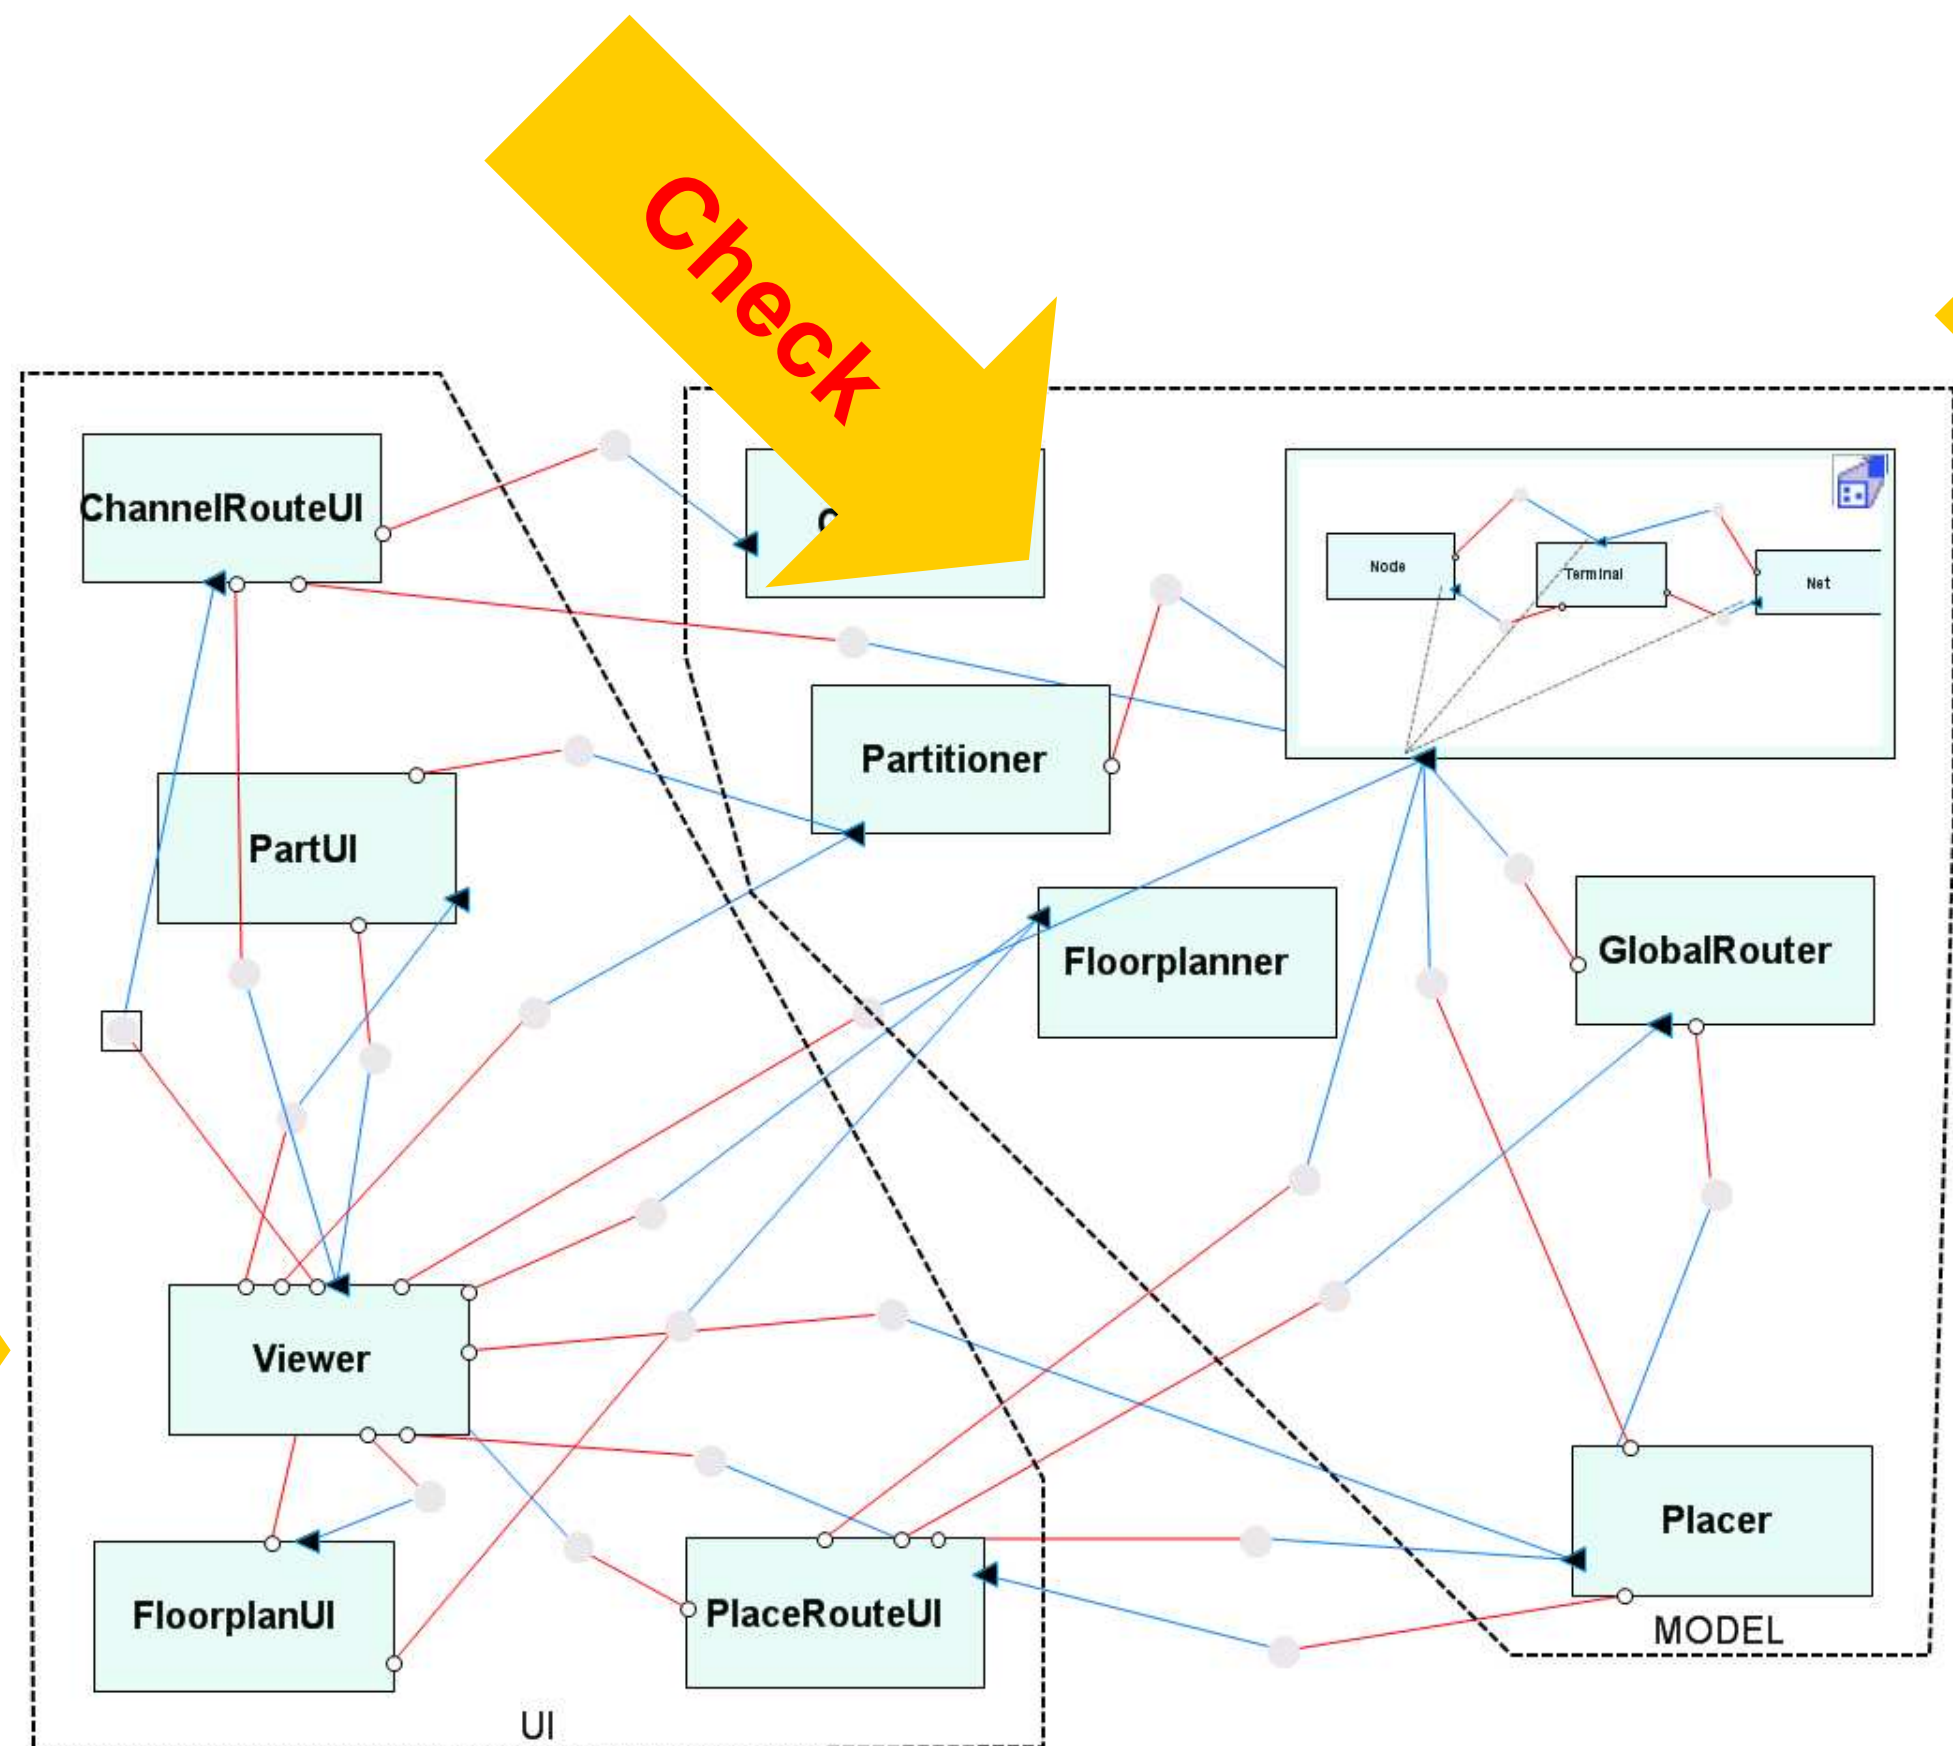 Check
ChannelRouteUI
Node
Terminal
Net
Partitioner
PartUI
Floorplanner
GlobalRouter
Viewer
Placer
FloorplanUI
PlaceRouteUI
MODEL
UI